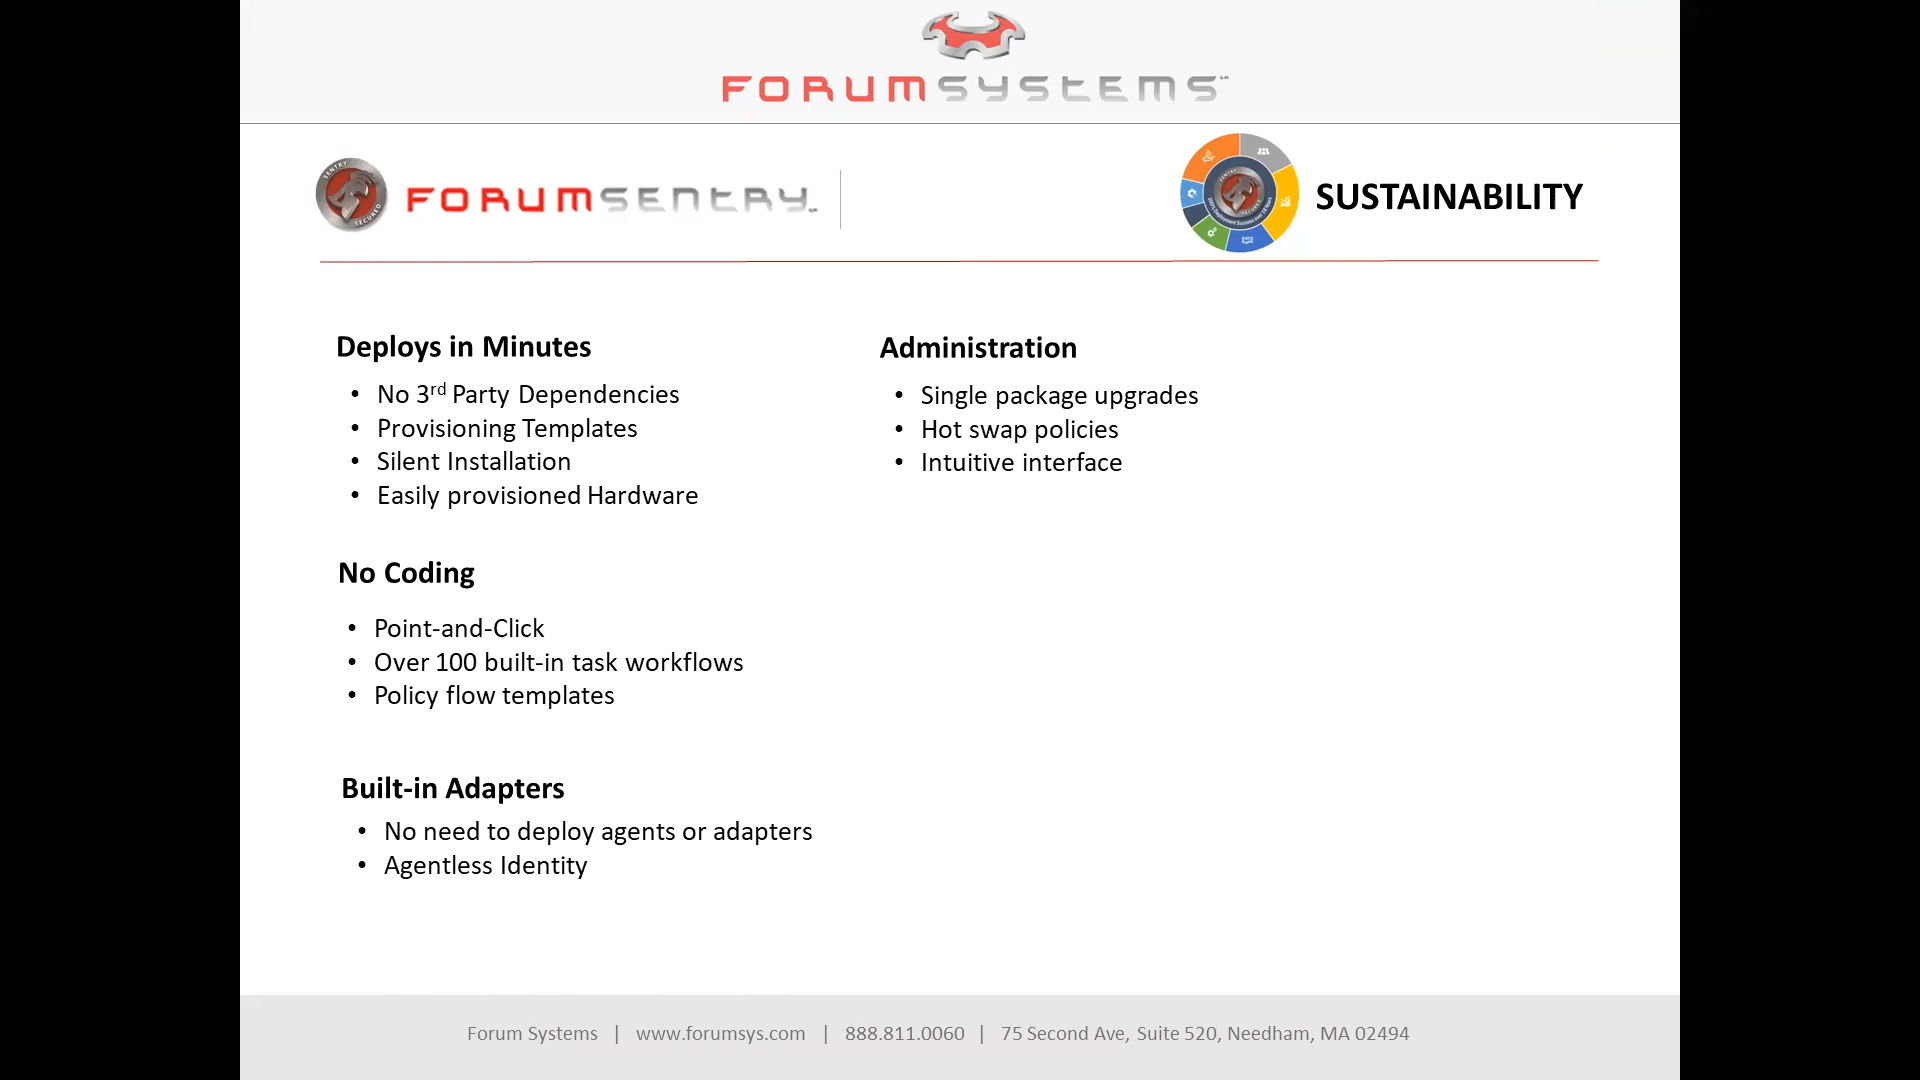 FORUMSYSTEMS
FORUMSENTRY
SENTRY
SECURED
SUSTAINABILITY
Deploys in Minutes
• No 3rd Party Dependencies
• Provisioning Templates
• Silent Installation
• Easily provisioned Hardware
No Coding
• Point-and-Click
• Over 100 built-in task workflows
• Policy flow templates
Built-in Adapters
• No need to deploy agents or adapters
• Agentless Identity
Administration
• Single package upgrades
• Hot swap policies
• Intuitive interface
Forum Systems | www.forumsys.com | 888.811.0060 | 75 Second Ave, Suite 520, Needham, MA 02494